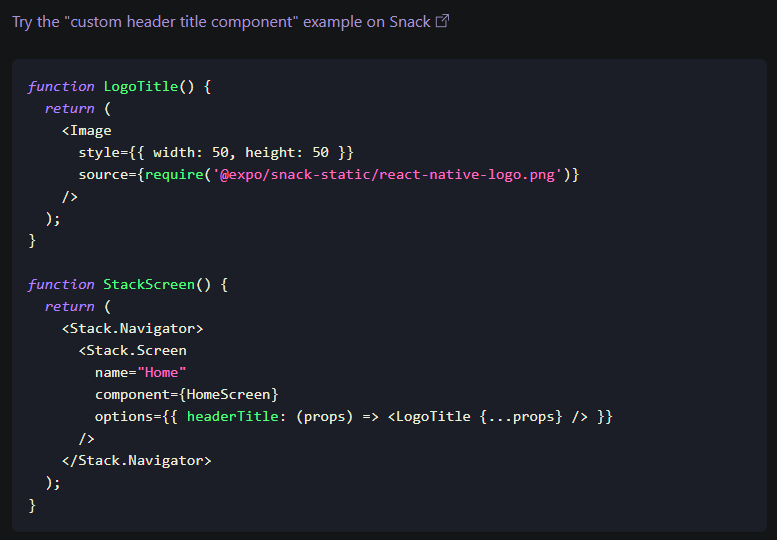 Try the "custom header title component" example on Snack
function LogoTitle() {
  return (
    <Image
      style={{ width: 50, height: 50 }}
      source={require('@expo/snack-static/react-native-logo.png')}
    />
  );
}
function StackScreen() {
  return (
    <Stack.Navigator>
      <Stack.Screen
        name="Home"
        component={HomeScreen}
        options={{ headerTitle: (props) => <LogoTitle {...props} /> }}
      />
    </Stack.Navigator>
  );
}